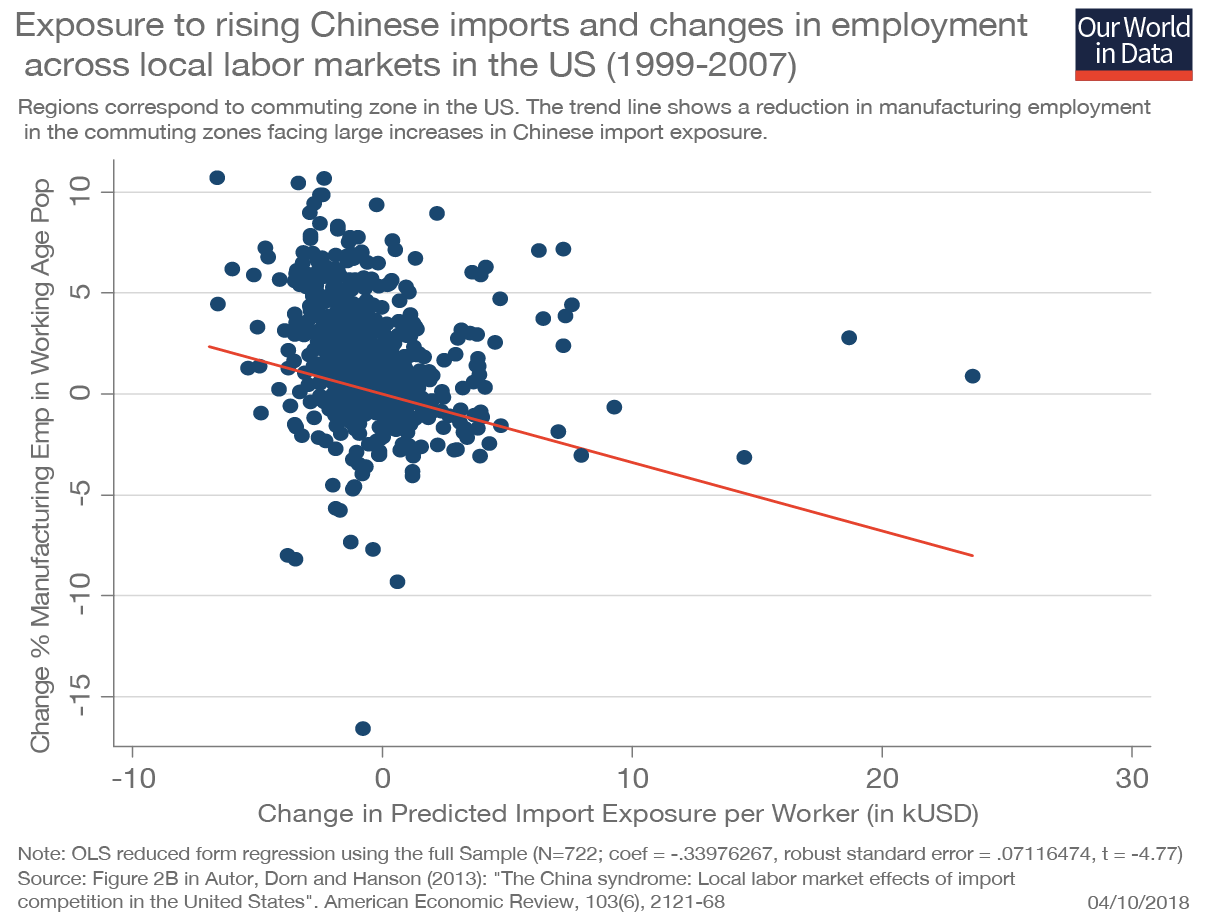 Exposure to rising Chinese imports and changes in employment
across local labor markets in the US (1999-2007)
Our World
in Data
Regions correspond to commuting zone in the US. The trend line shows a reduction in manufacturing employment
in the commuting zones facing large increases in Chinese import exposure.
Change % Manufacturing Emp in Working Age Pop
10
5
0
-5
-10
-15
-10
0
10
20
30
Change in Predicted Import Exposure per Worker (in kUSD)
Note: OLS reduced form regression using the full Sample (N=722; coef = -.33976267, robust standard error = .07116474, t = -4.77)
Source: Figure 2B in Autor, Dorn and Hanson (2013): "The China syndrome: Local labor market effects of import
competition in the United States". American Economic Review, 103(6), 2121-68
04/10/2018